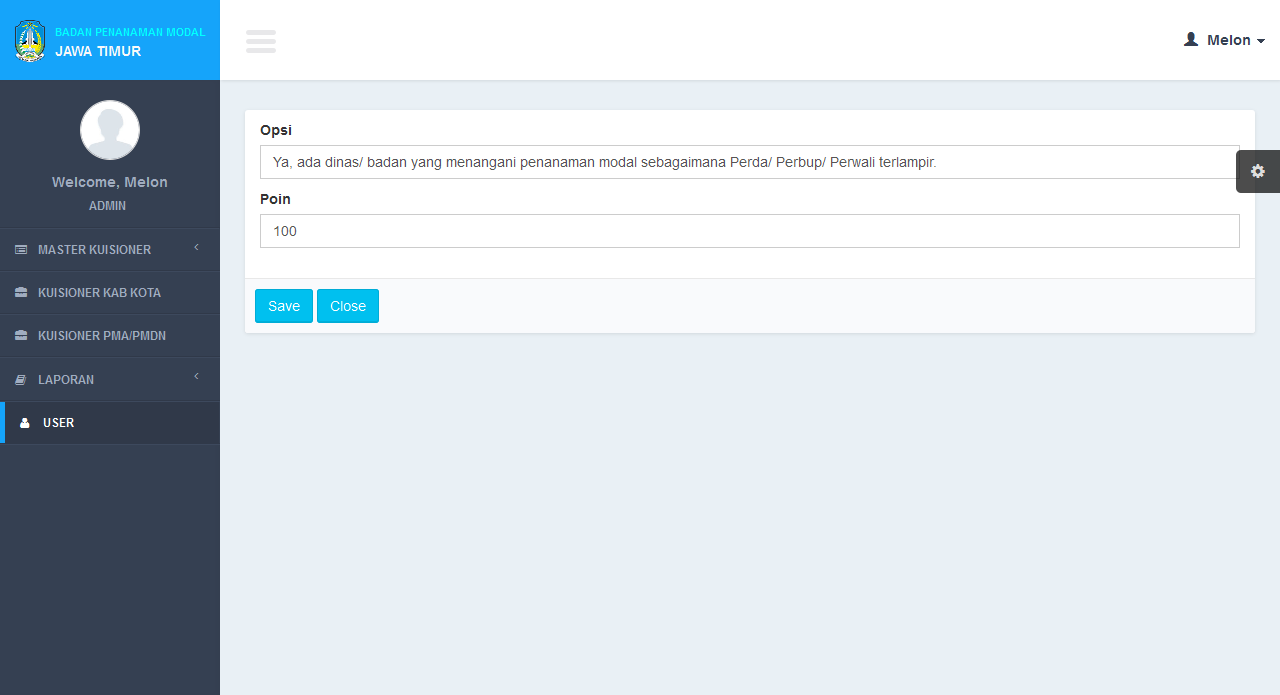 BADAN PENANAMAN MODAL
JAWA TIMUR
Melon
Welcome, Melon
ADMIN
MASTER KUISIONER
KUISIONER KAB KOTA
KUISIONER PMA/PMDN
LAPORAN
USER
Opsi
Ya, ada dinas/ badan yang menangani penanaman modal sebagaimana Perda/ Perbup/ Perwali terlampir.
Poin
100
Save Close